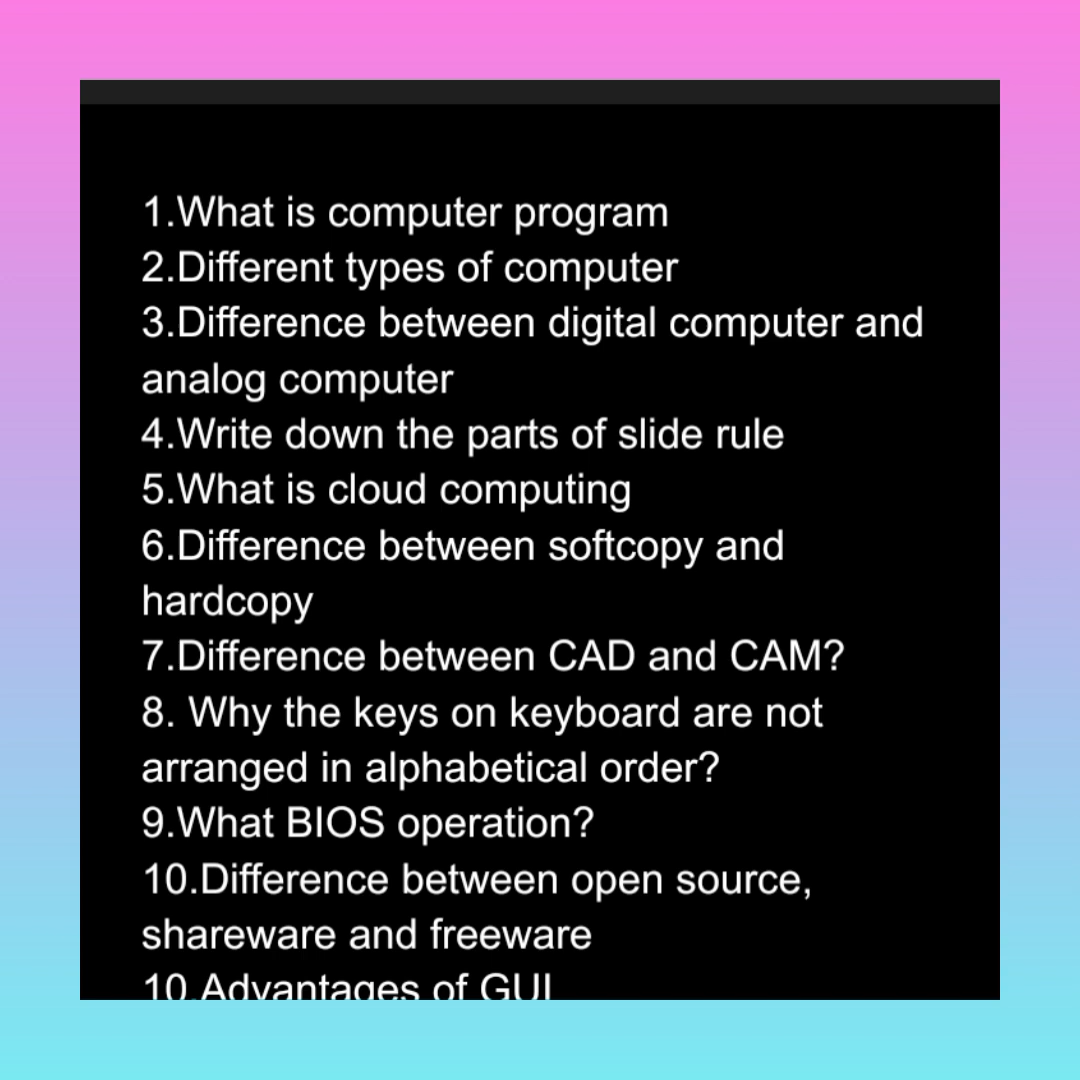 1.What is computer program
2.Different types of computer
3.Difference between digital computer and
analog computer
4.Write down the parts of slide rule
5.What is cloud computing
6.Difference between softcopy and
hardcopy
7.Difference between CAD and CAM?
8. Why the keys on keyboard are not
arranged in alphabetical order?
9.What BIOS operation?
10.Difference between open source,
shareware and freeware
10.Advantages of GUI